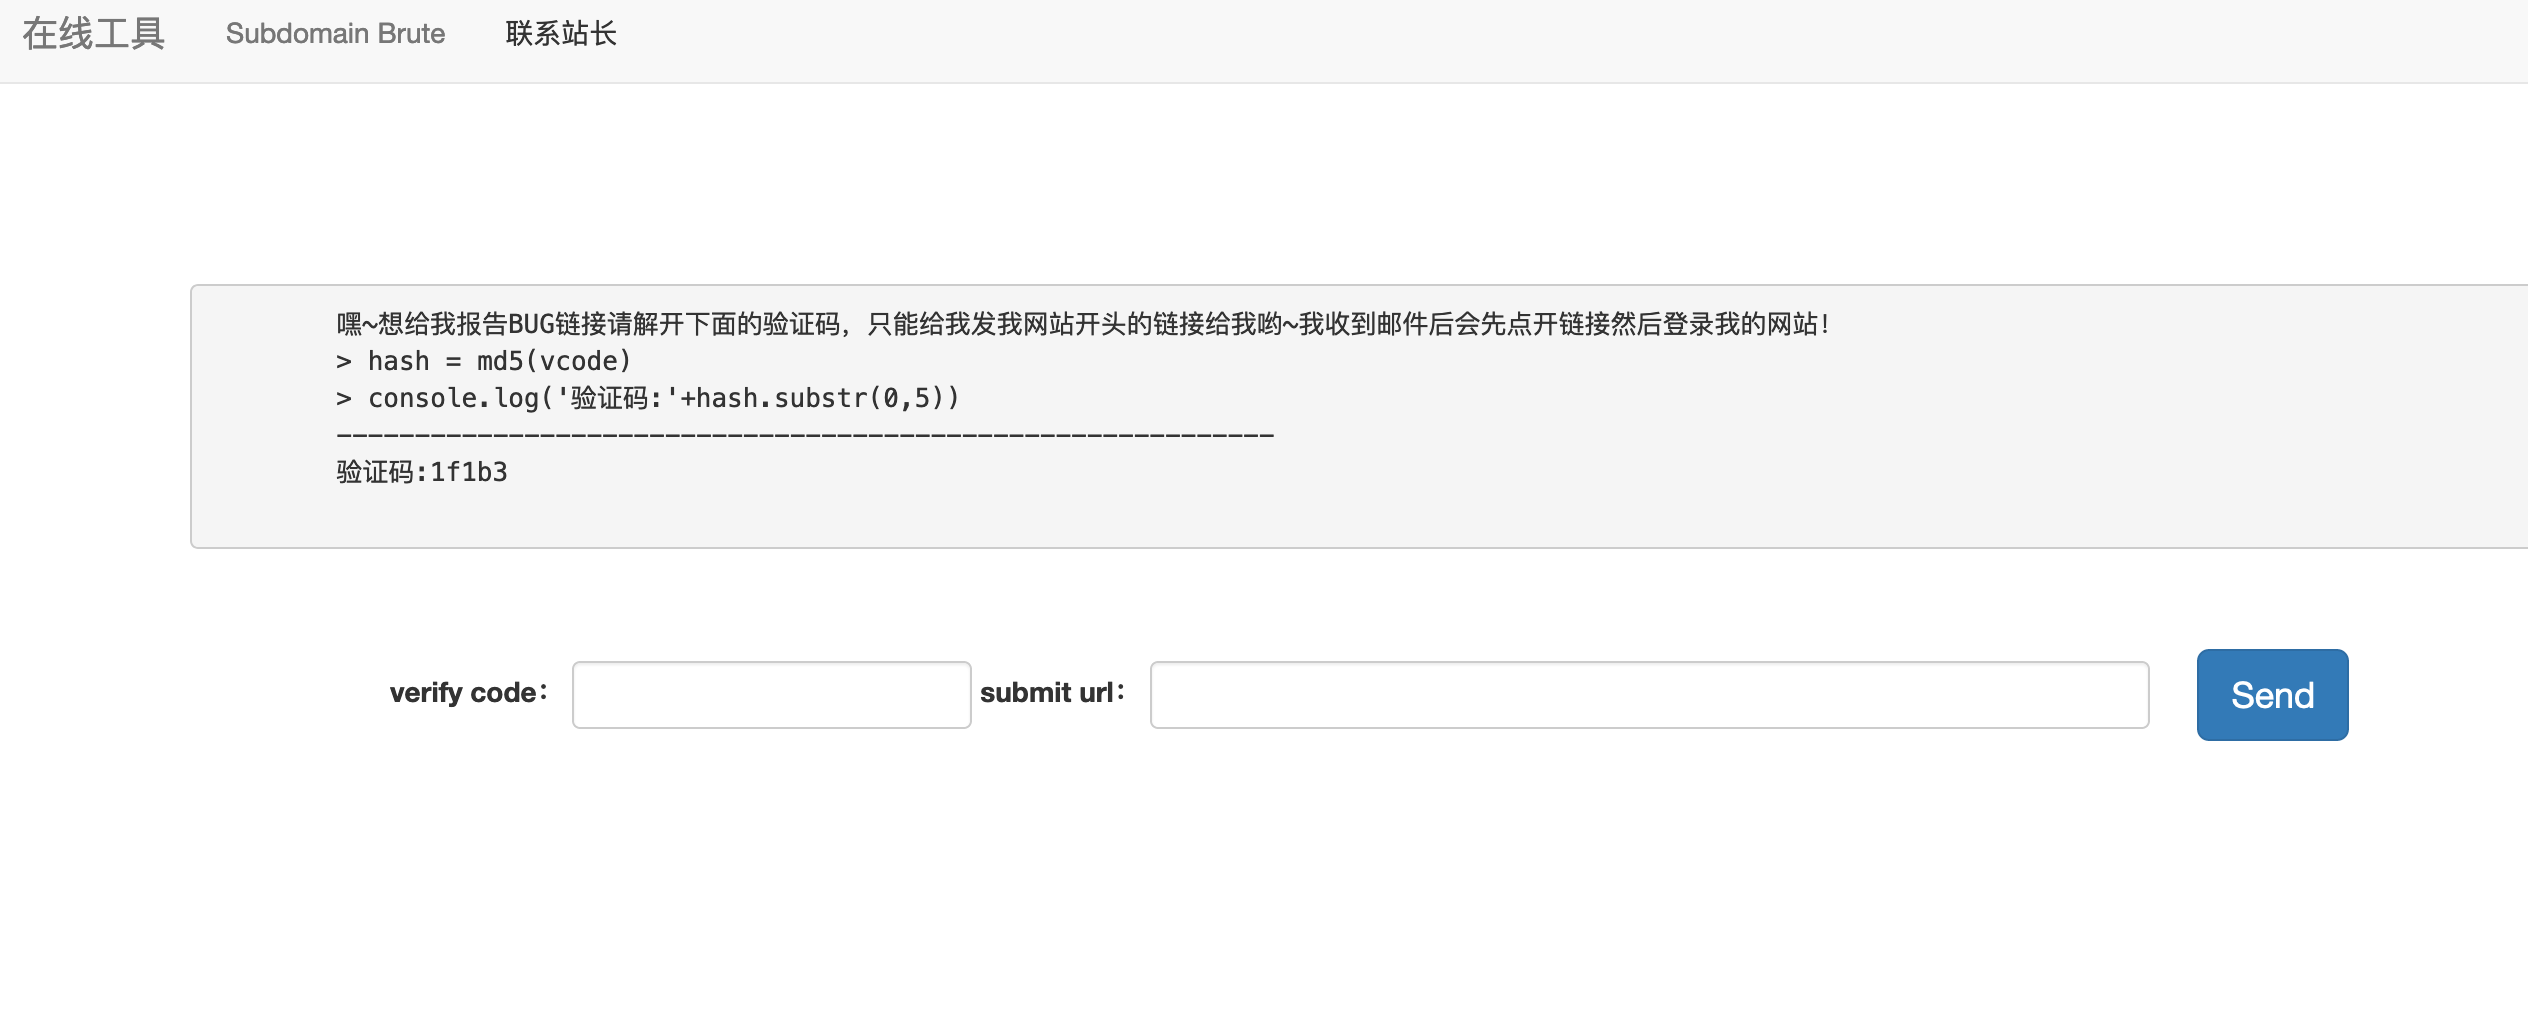 在线工具 Subdomain Brute 联系站长
嘿~想给我报告BUG链接请解开下面的验证码，只能给我发我网站开头的链接给我哟~我收到邮件后会先点开链接然后登录我的网站！
> hash = md5(vcode)
> console.log('验证码:'+hash.substr(0,5))
------------------------------------------------------------
验证码:1f1b3
verify code： submit url： Send